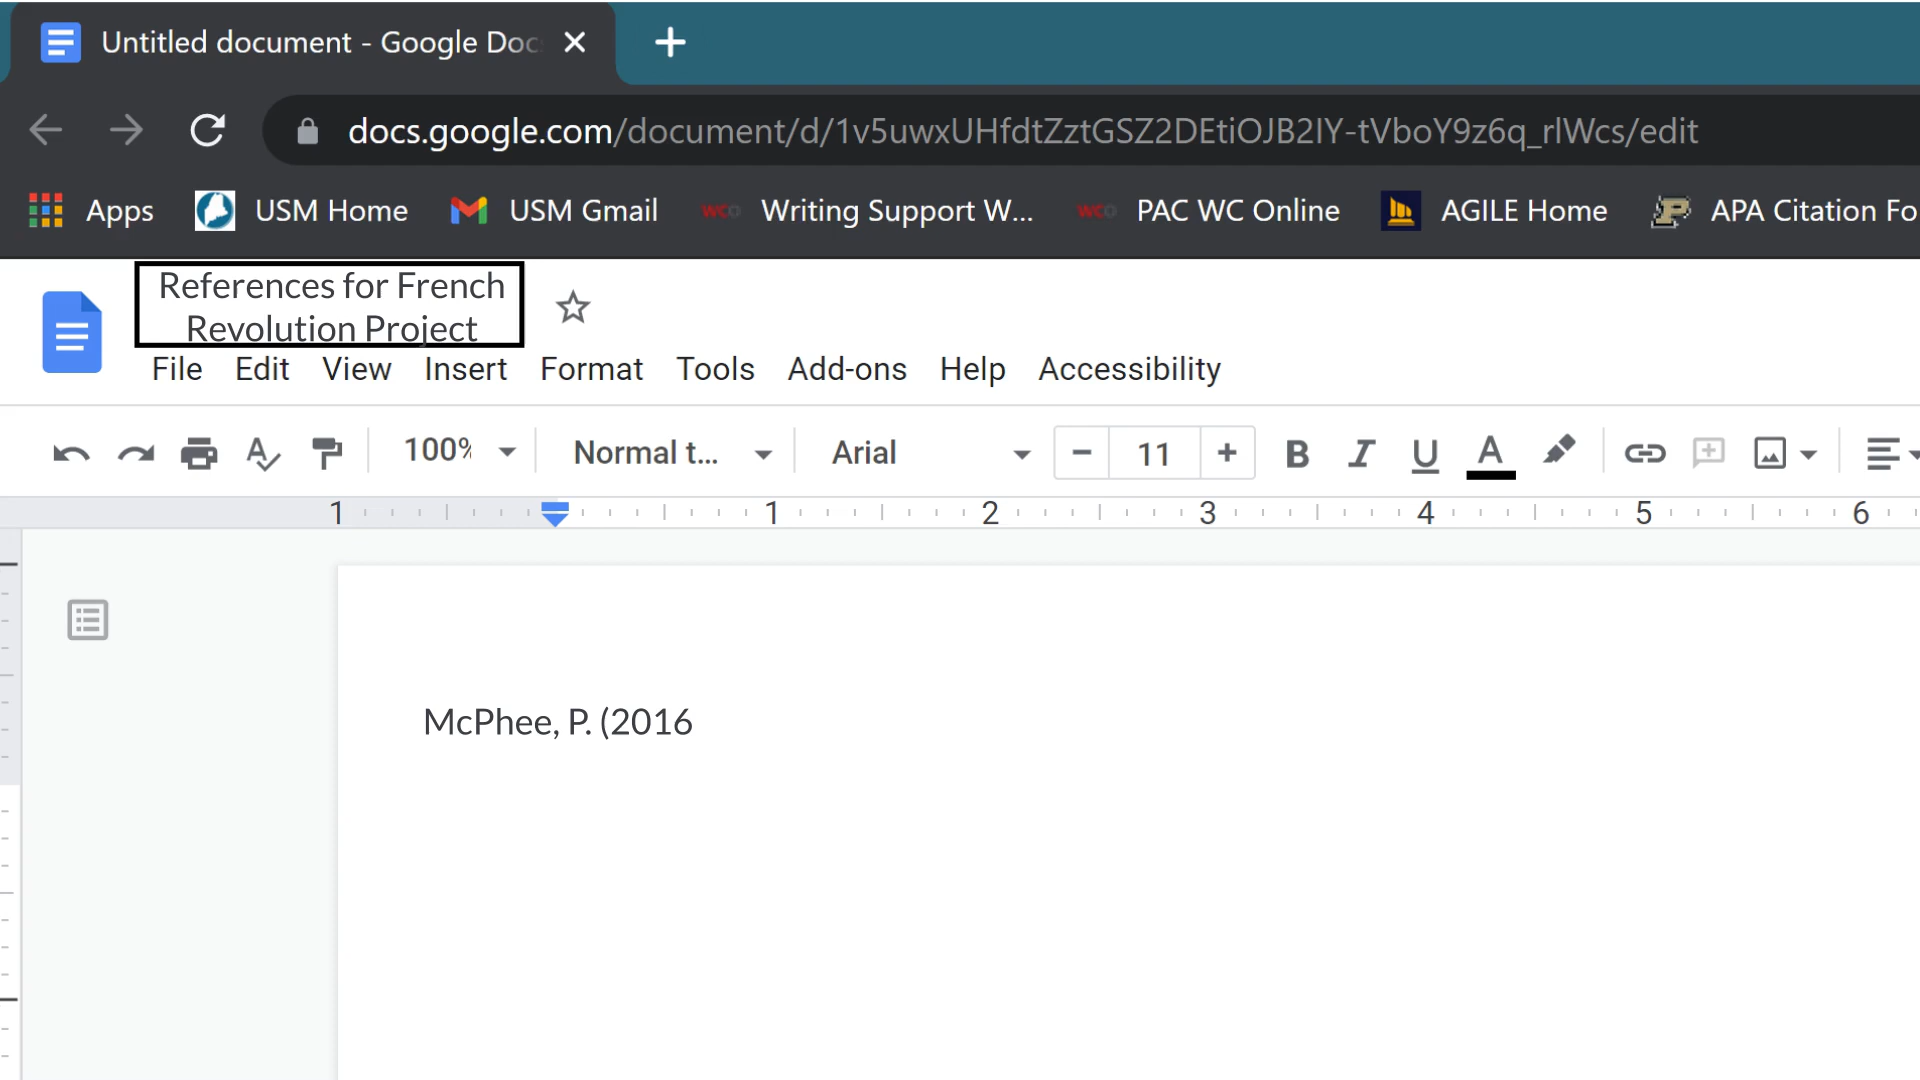 Untitled document - Google Doc
docs.google.com/document/d/1v5uwxUHfdtZztGSZ2DEtiOJB2IY-tVboY9z6q_rlWcs/edit
Apps USM Home USM Gmail wco Writing Support W... wco PAC WC Online AGILE Home APA Citation Fo
References for French
Revolution Project
File Edit View Insert Format Tools Add-ons Help Accessibility
100% Normal t... Arial 11 B I U A
1 1 2 3 4 5 6
McPhee, P. (2016